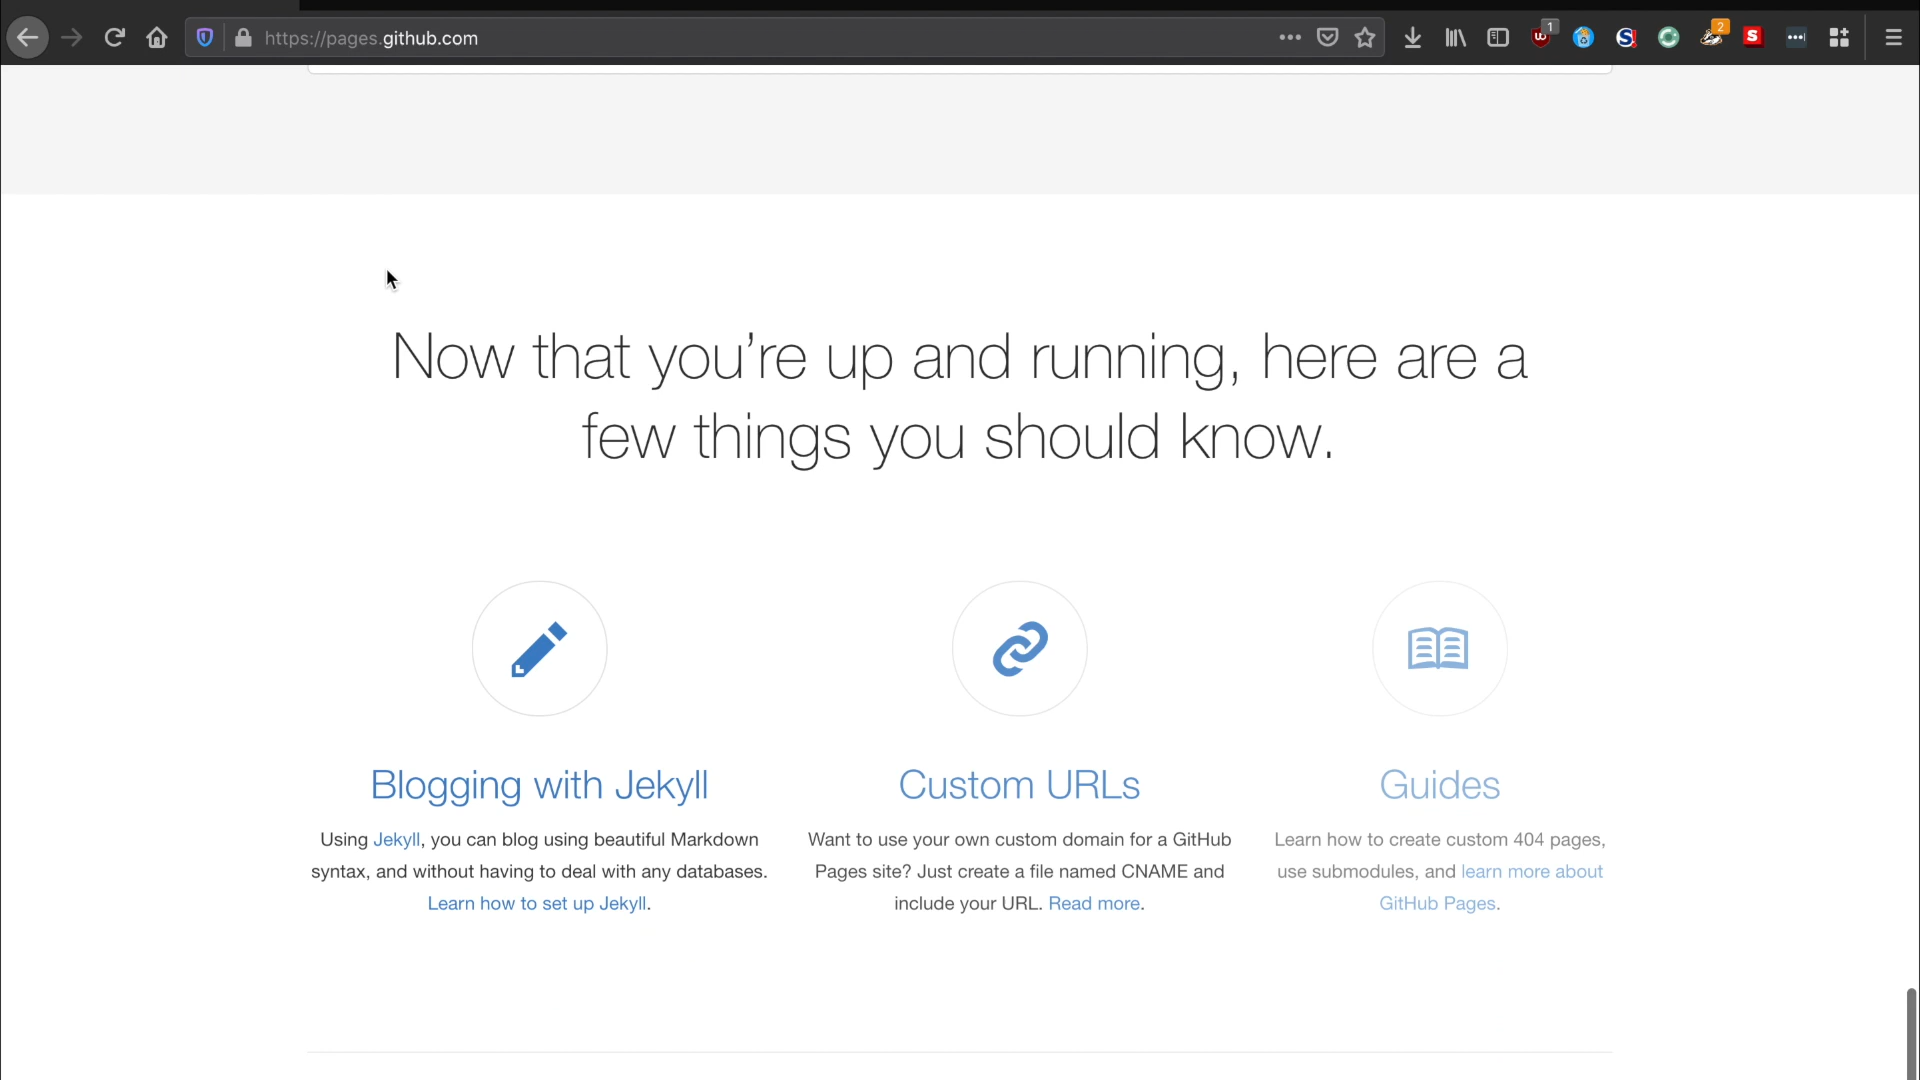 https://pages.github.com
1
2
S
Now that you’re up and running, here are a
few things you should know.
Blogging with Jekyll
Using Jekyll, you can blog using beautiful Markdown
syntax, and without having to deal with any databases.
Learn how to set up Jekyll.
Custom URLs
Want to use your own custom domain for a GitHub
Pages site? Just create a file named CNAME and
include your URL. Read more.
Guides
Learn how to create custom 404 pages,
use submodules, and learn more about
GitHub Pages.